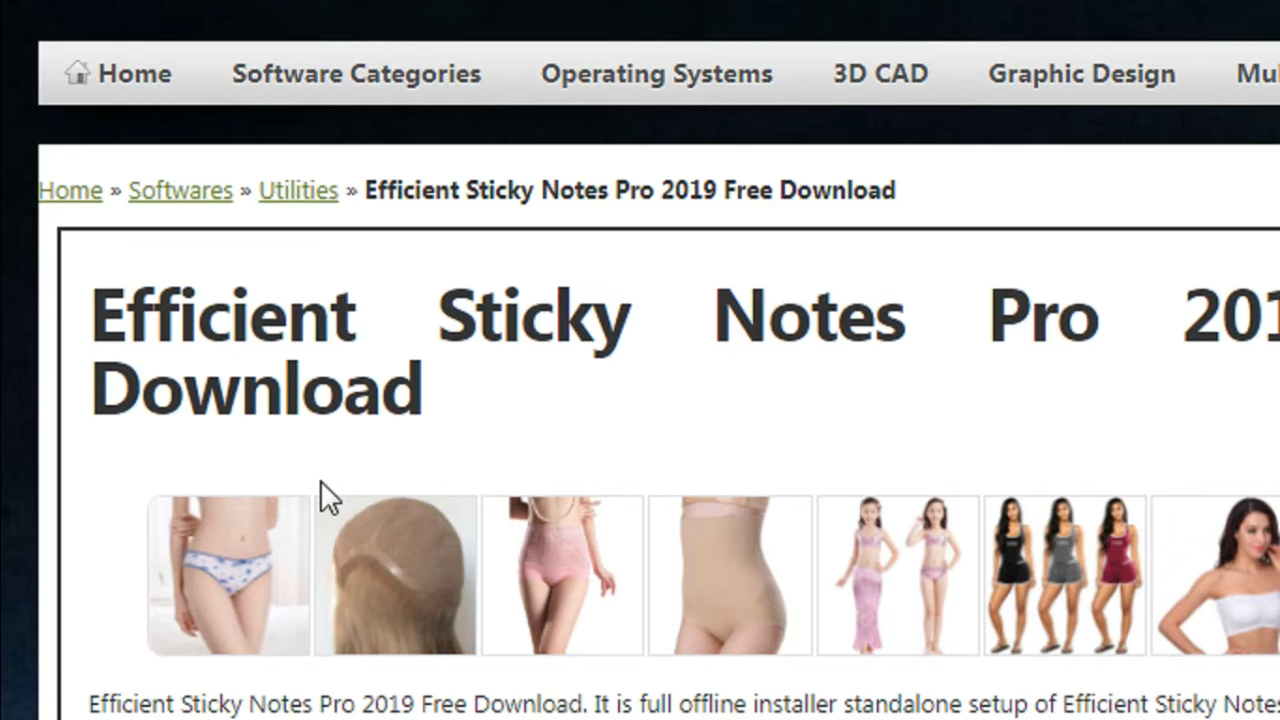 Home Software Categories Operating Systems 3D CAD Graphic Design
Home » Softwares » Utilities » Efficient Sticky Notes Pro 2019 Free Download
Efficient Sticky Notes Pro 201
Download
Efficient Sticky Notes Pro 2019 Free Download. It is full offline installer standalone setup of Efficient Sticky Notes